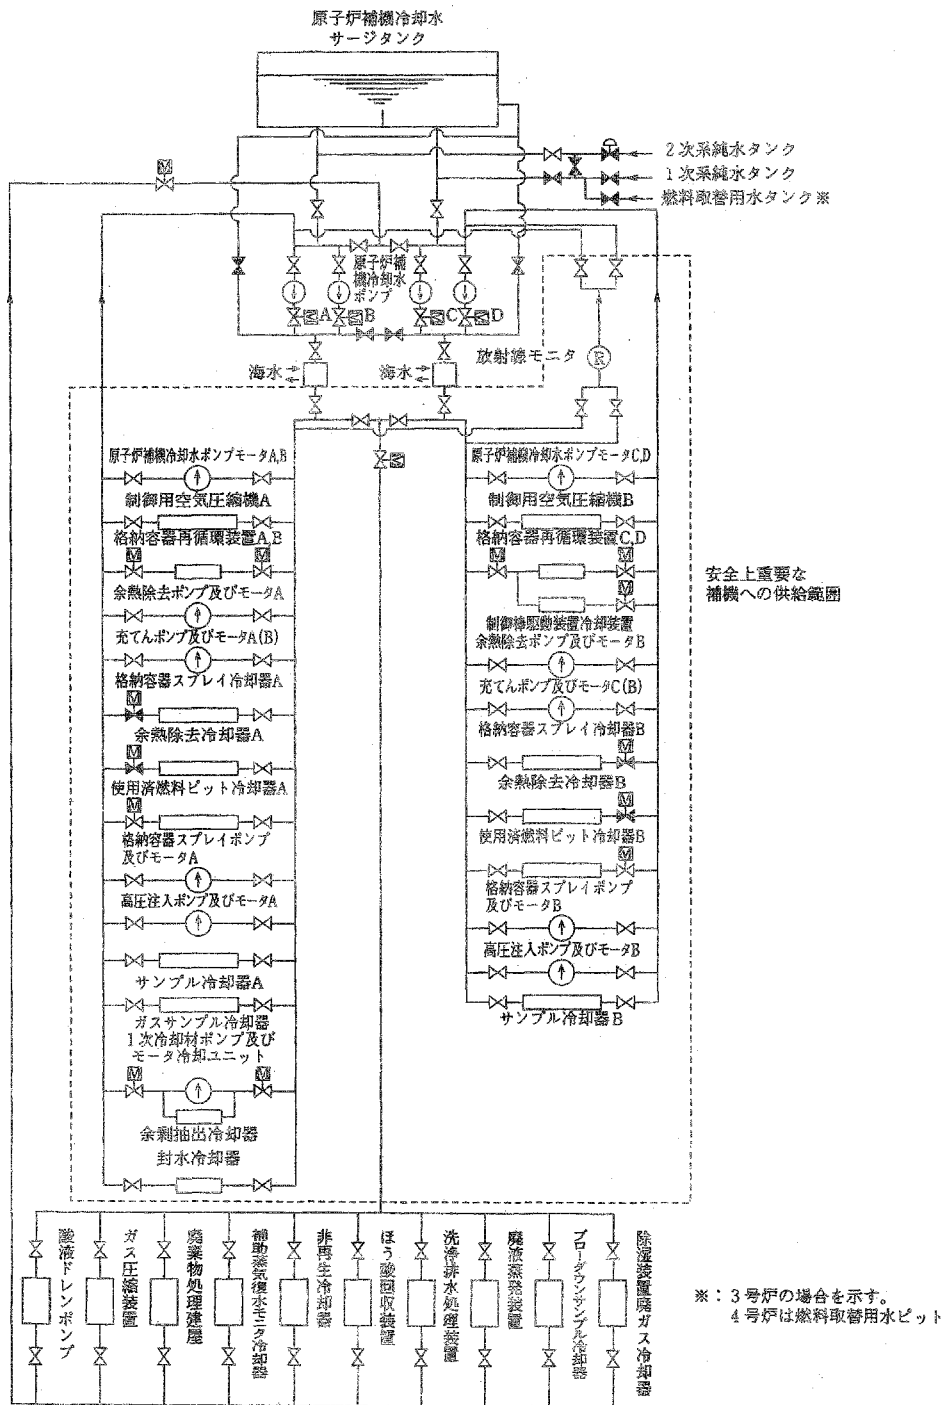 原子炉補機冷却水
サージタンク
2次系純水タンク
1次系純水タンク
燃料取替用水タンク※
M
原子炉補
機冷却水
ポンプ
M A
M B
M C
M D
放射線モニタ
R
海水
海水
M
原子炉補機冷却水ポンプモータA,B
制御用空気圧縮機A
格納容器再循環装置A,B
M
M
余熱除去ポンプ及びモータA
充てんポンプ及びモータA(B)
格納容器スプレイ冷却器A
M
余熱除去冷却器A
M
使用済燃料ピット冷却器A
M
格納容器スプレイポンプ
及びモータA
高圧注入ポンプ及びモータA
サンプル冷却器A
ガスサンプル冷却器
1次冷却材ポンプ及び
モータ冷却ユニット
M
M
余剰抽出冷却器
封水冷却器
原子炉補機冷却水ポンプモータC,D
制御用空気圧縮機B
格納容器再循環装置C,D
M
M
M
制御棒駆動装置冷却装置
余熱除去ポンプ及びモータB
充てんポンプ及びモータC(B)
格納容器スプレイ冷却器B
M
余熱除去冷却器B
M
使用済燃料ピット冷却器B
M
格納容器スプレイポンプ
及びモータB
高圧注入ポンプ及びモータB
サンプル冷却器B
安全上重要な
補機への供給範囲
酸液ドレンポンプ
ガス圧縮装置
廃棄物処理建屋
補助蒸気復水モニタ冷却器
非再生冷却器
ほう酸回収装置
洗浄排水処理装置
廃液蒸発装置
ブローダウンサンプル冷却器
除湿装置廃ガス冷却器
※：3号炉の場合を示す。
4号炉は燃料取替用水ピット